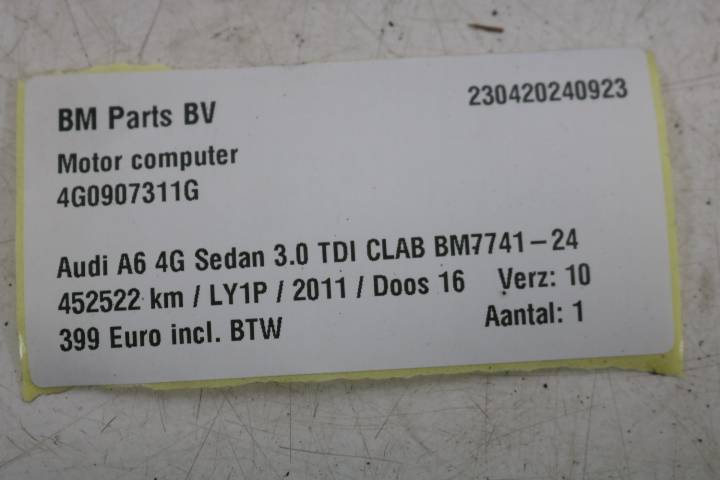 BM Parts BV 230420240923
Motor computer
4G0907311G
Audi A6 4G Sedan 3.0 TDI CLAB BM7741-24
452522 km / LY1P / 2011 / Doos 16 Verz: 10
399 Euro incl. BTW Aantal: 1